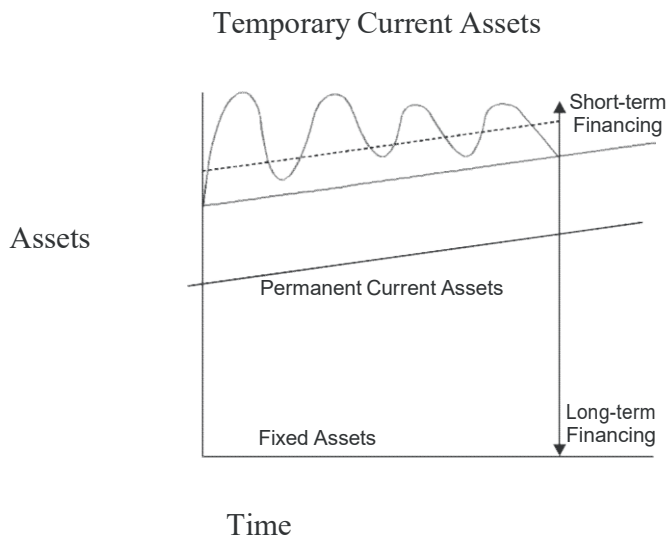 Temporary Current Assets
Short-term
Financing
Assets
Permanent Current Assets
Long-term
Financing
Fixed Assets
Time